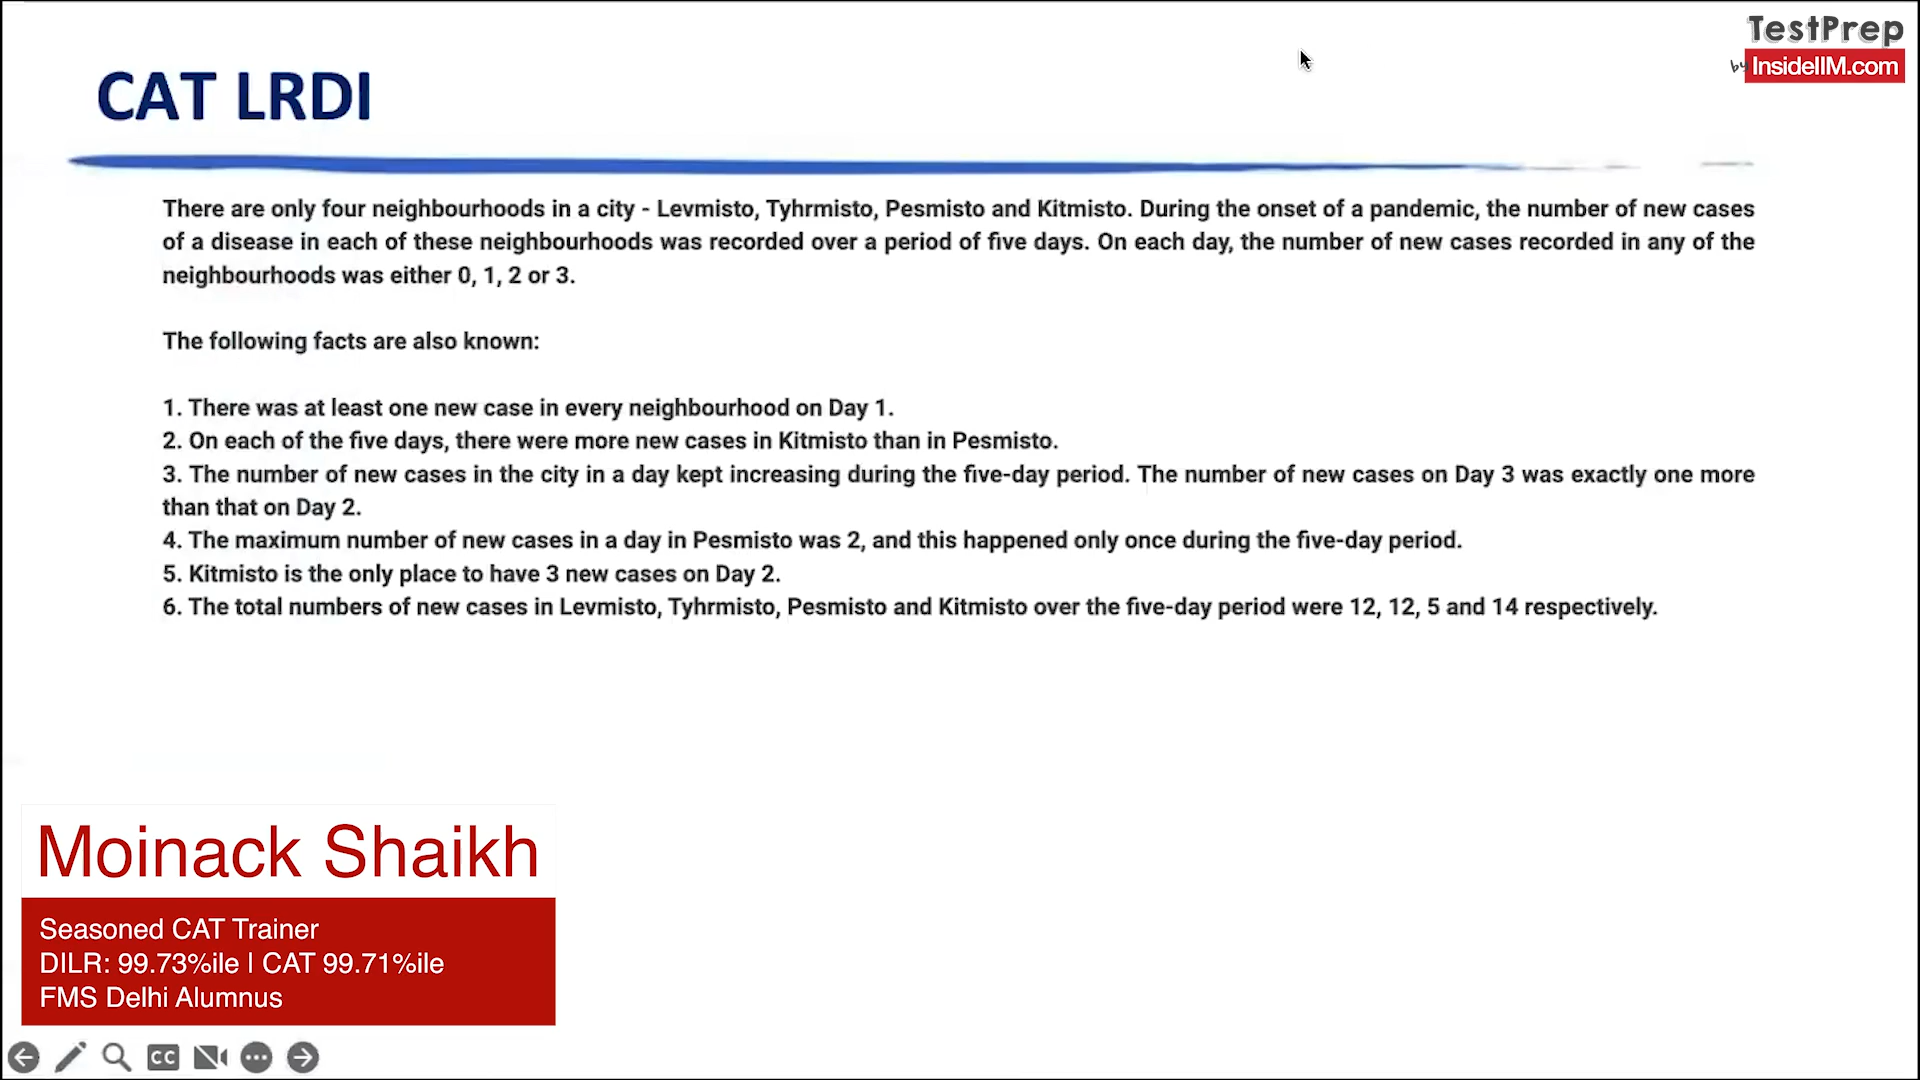 TestPrep
by InsideIIM.com
CAT LRDI
There are only four neighbourhoods in a city - Levmisto, Tyhrmisto, Pesmisto and Kitmisto. During the onset of a pandemic, the number of new cases
of a disease in each of these neighbourhoods was recorded over a period of five days. On each day, the number of new cases recorded in any of the
neighbourhoods was either 0, 1, 2 or 3.
The following facts are also known:
1. There was at least one new case in every neighbourhood on Day 1.
2. On each of the five days, there were more new cases in Kitmisto than in Pesmisto.
3. The number of new cases in the city in a day kept increasing during the five-day period. The number of new cases on Day 3 was exactly one more
than that on Day 2.
4. The maximum number of new cases in a day in Pesmisto was 2, and this happened only once during the five-day period.
5. Kitmisto is the only place to have 3 new cases on Day 2.
6. The total numbers of new cases in Levmisto, Tyhrmisto, Pesmisto and Kitmisto over the five-day period were 12, 12, 5 and 14 respectively.
Moinack Shaikh
Seasoned CAT Trainer
DILR: 99.73%ile | CAT 99.71%ile
FMS Delhi Alumnus
CC